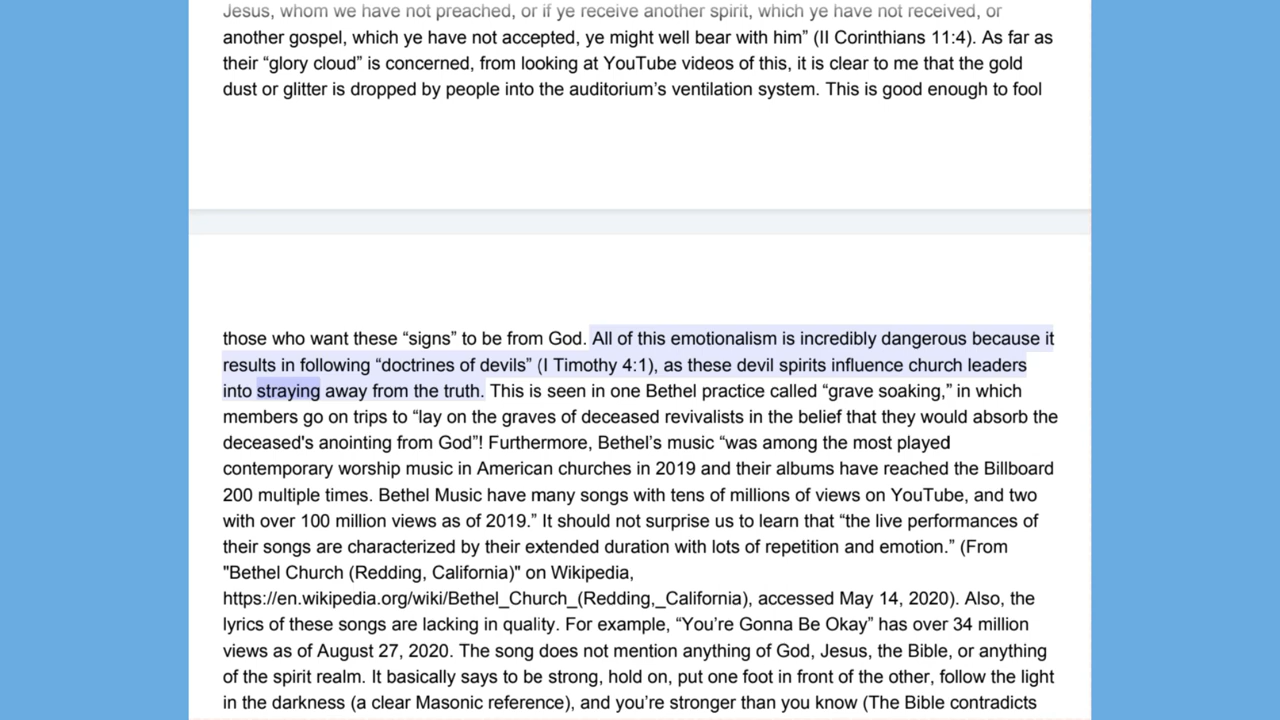 Jesus, whom we have not preached, or if ye receive another spirit, which ye have not received, or
another gospel, which ye have not accepted, ye might well bear with him” (II Corinthians 11:4). As far as
their “glory cloud” is concerned, from looking at YouTube videos of this, it is clear to me that the gold
dust or glitter is dropped by people into the auditorium’s ventilation system. This is good enough to fool
those who want these “signs” to be from God. All of this emotionalism is incredibly dangerous because it
results in following “doctrines of devils” (I Timothy 4:1), as these devil spirits influence church leaders
into straying away from the truth. This is seen in one Bethel practice called “grave soaking,” in which
members go on trips to “lay on the graves of deceased revivalists in the belief that they would absorb the
deceased's anointing from God”! Furthermore, Bethel’s music “was among the most played
contemporary worship music in American churches in 2019 and their albums have reached the Billboard
200 multiple times. Bethel Music have many songs with tens of millions of views on YouTube, and two
with over 100 million views as of 2019.” It should not surprise us to learn that “the live performances of
their songs are characterized by their extended duration with lots of repetition and emotion.” (From
"Bethel Church (Redding, California)" on Wikipedia,
https://en.wikipedia.org/wiki/Bethel_Church_(Redding,_California), accessed May 14, 2020). Also, the
lyrics of these songs are lacking in quality. For example, “You’re Gonna Be Okay” has over 34 million
views as of August 27, 2020. The song does not mention anything of God, Jesus, the Bible, or anything
of the spirit realm. It basically says to be strong, hold on, put one foot in front of the other, follow the light
in the darkness (a clear Masonic reference), and you’re stronger than you know (The Bible contradicts